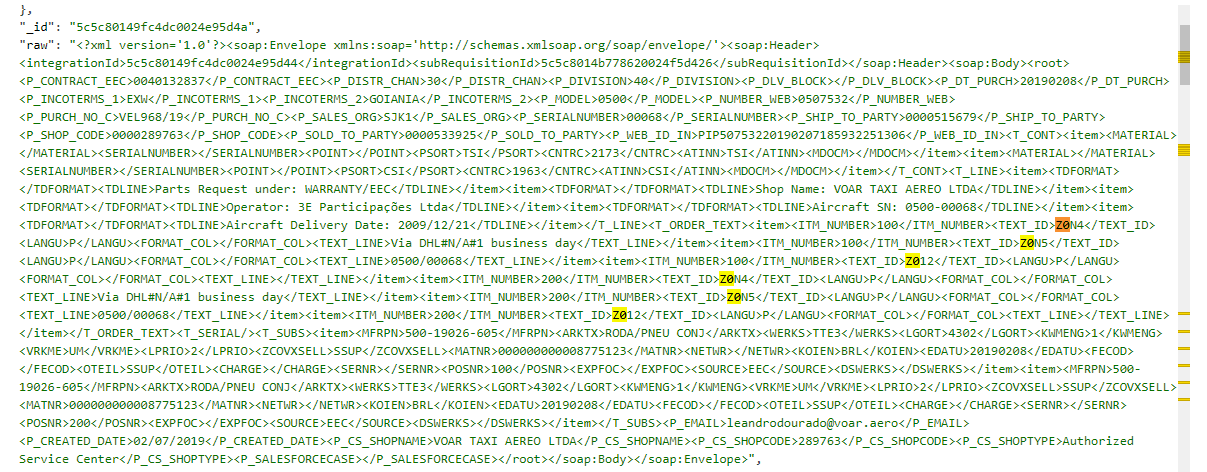 },
"_id": "5c5c80149fc4dc0024e95d4a",
"raw": "<?xml version='1.0'?><soap:Envelope xmlns:soap='http://schemas.xmlsoap.org/soap/envelope/'><soap:Header>
<integrationId>5c5c80149fc4dc0024e95d44</integrationId><subRequisitionId>5c5c8014b778620024f5d426</subRequisitionId></soap:Header><soap:Body><root>
<P_CONTRACT_EEC>0040132837</P_CONTRACT_EEC><P_DISTR_CHAN>30</P_DISTR_CHAN><P_DIVISION>40</P_DIVISION><P_DLV_BLOCK></P_DLV_BLOCK><P_DT_PURCH>20190208</P_DT_PURCH>
<P_INCOTERMS_1>EXW</P_INCOTERMS_1><P_INCOTERMS_2>GOIANIA</P_INCOTERMS_2><P_MODEL>0500</P_MODEL><P_NUMBER_WEB>0507532</P_NUMBER_WEB>
<P_PURCH_NO_C>VEL968/19</P_PURCH_NO_C><P_SALES_ORG>SJK1</P_SALES_ORG><P_SERIALNUMBER>00068</P_SERIALNUMBER><P_SHIP_TO_PARTY>0000515679</P_SHIP_TO_PARTY>
<P_SHOP_CODE>0000289763</P_SHOP_CODE><P_SOLD_TO_PARTY>0000533925</P_SOLD_TO_PARTY><P_WEB_ID_IN>PIP50753220190207185932251306</P_WEB_ID_IN><T_CONT><item><MATERIAL>
</MATERIAL><SERIALNUMBER></SERIALNUMBER><POINT></POINT><PSORT>TSI</PSORT><CNTRC>2173</CNTRC><ATINN>TSI</ATINN><MDOCM></MDOCM></item><item><MATERIAL></MATERIAL>
<SERIALNUMBER></SERIALNUMBER><POINT></POINT><PSORT>CSI</PSORT><CNTRC>1963</CNTRC><ATINN>CSI</ATINN><MDOCM></MDOCM></item></T_CONT><T_LINE><item><TDFORMAT>
</TDFORMAT><TDLINE>Parts Request under: WARRANTY/EEC</TDLINE></item><item><TDFORMAT></TDFORMAT><TDLINE>Shop Name: VOAR TAXI AEREO LTDA</TDLINE></item><item>
<TDFORMAT></TDFORMAT><TDLINE>Operator: 3E Participações Ltda</TDLINE></item><item><TDFORMAT></TDFORMAT><TDLINE>Aircraft SN: 0500-00068</TDLINE></item><item>
<TDFORMAT></TDFORMAT><TDLINE>Aircraft Delivery Date: 2009/12/21</TDLINE></item></T_LINE><T_ORDER_TEXT><item><ITM_NUMBER>100</ITM_NUMBER><TEXT_ID>Z0N4</TEXT_ID>
<LANGU>P</LANGU><FORMAT_COL></FORMAT_COL><TEXT_LINE>Via DHL#N/A#1 business day</TEXT_LINE></item><item><ITM_NUMBER>100</ITM_NUMBER><TEXT_ID>Z0N5</TEXT_ID>
<LANGU>P</LANGU><FORMAT_COL></FORMAT_COL><TEXT_LINE>0500/00068</TEXT_LINE></item><item><ITM_NUMBER>100</ITM_NUMBER><TEXT_ID>Z012</TEXT_ID><LANGU>P</LANGU>
<FORMAT_COL></FORMAT_COL><TEXT_LINE></TEXT_LINE></item><item><ITM_NUMBER>200</ITM_NUMBER><TEXT_ID>Z0N4</TEXT_ID><LANGU>P</LANGU><FORMAT_COL></FORMAT_COL>
<TEXT_LINE>Via DHL#N/A#1 business day</TEXT_LINE></item><item><ITM_NUMBER>200</ITM_NUMBER><TEXT_ID>Z0N5</TEXT_ID><LANGU>P</LANGU><FORMAT_COL></FORMAT_COL>
<TEXT_LINE>0500/00068</TEXT_LINE></item><item><ITM_NUMBER>200</ITM_NUMBER><TEXT_ID>Z012</TEXT_ID><LANGU>P</LANGU><FORMAT_COL></FORMAT_COL><TEXT_LINE></TEXT_LINE>
</item></T_ORDER_TEXT><T_SERIAL/><T_SUBS><item><MFRPN>500-19026-605</MFRPN><ARKTX>RODA/PNEU CONJ</ARKTX><WERKS>TTE3</WERKS><LGORT>4302</LGORT><KWMENG>1</KWMENG>
<VRKME>UM</VRKME><LPRIO>2</LPRIO><ZCOVXSELL>SSUP</ZCOVXSELL><MATNR>000000000008775123</MATNR><NETWR></NETWR><KOIEN>BRL</KOIEN><EDATU>20190208</EDATU><FECOD>
</FECOD><OTEIL>SSUP</OTEIL><CHARGE></CHARGE><SERNR></SERNR><POSNR>100</POSNR><EXPFOC></EXPFOC><SOURCE>EEC</SOURCE><DSWERKS></DSWERKS></item><item><MFRPN>500-
19026-605</MFRPN><ARKTX>RODA/PNEU CONJ</ARKTX><WERKS>TTE3</WERKS><LGORT>4302</LGORT><KWMENG>1</KWMENG><VRKME>UM</VRKME><LPRIO>2</LPRIO><ZCOVXSELL>SSUP</ZCOVXSELL>
<MATNR>000000000008775123</MATNR><NETWR></NETWR><KOIEN>BRL</KOIEN><EDATU>20190208</EDATU><FECOD></FECOD><OTEIL>SSUP</OTEIL><CHARGE></CHARGE><SERNR></SERNR>
<POSNR>200</POSNR><EXPFOC></EXPFOC><SOURCE>EEC</SOURCE><DSWERKS></DSWERKS></item></T_SUBS><P_EMAIL>leandrodourado@voar.aero</P_EMAIL>
<P_CREATED_DATE>02/07/2019</P_CREATED_DATE><P_CS_SHOPNAME>VOAR TAXI AEREO LTDA</P_CS_SHOPNAME><P_CS_SHOPCODE>289763</P_CS_SHOPCODE><P_CS_SHOPTYPE>Authorized
Service Center</P_CS_SHOPTYPE><P_SALESFORCECASE></P_SALESFORCECASE></root></soap:Body></soap:Envelope>",